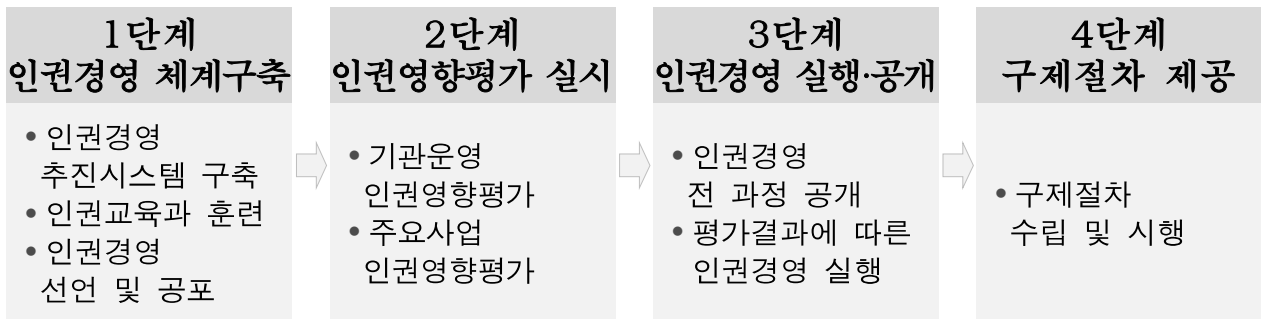 1단계
인권경영 체계구축
• 인권경영
추진시스템 구축
• 인권교육과 훈련
• 인권경영
선언 및 공포
2단계
인권영향평가 실시
• 기관운영
인권영향평가
• 주요사업
인권영향평가
3단계
인권경영 실행·공개
• 인권경영
전 과정 공개
• 평가결과에 따른
인권경영 실행
4단계
구제절차 제공
• 구제절차
수립 및 시행